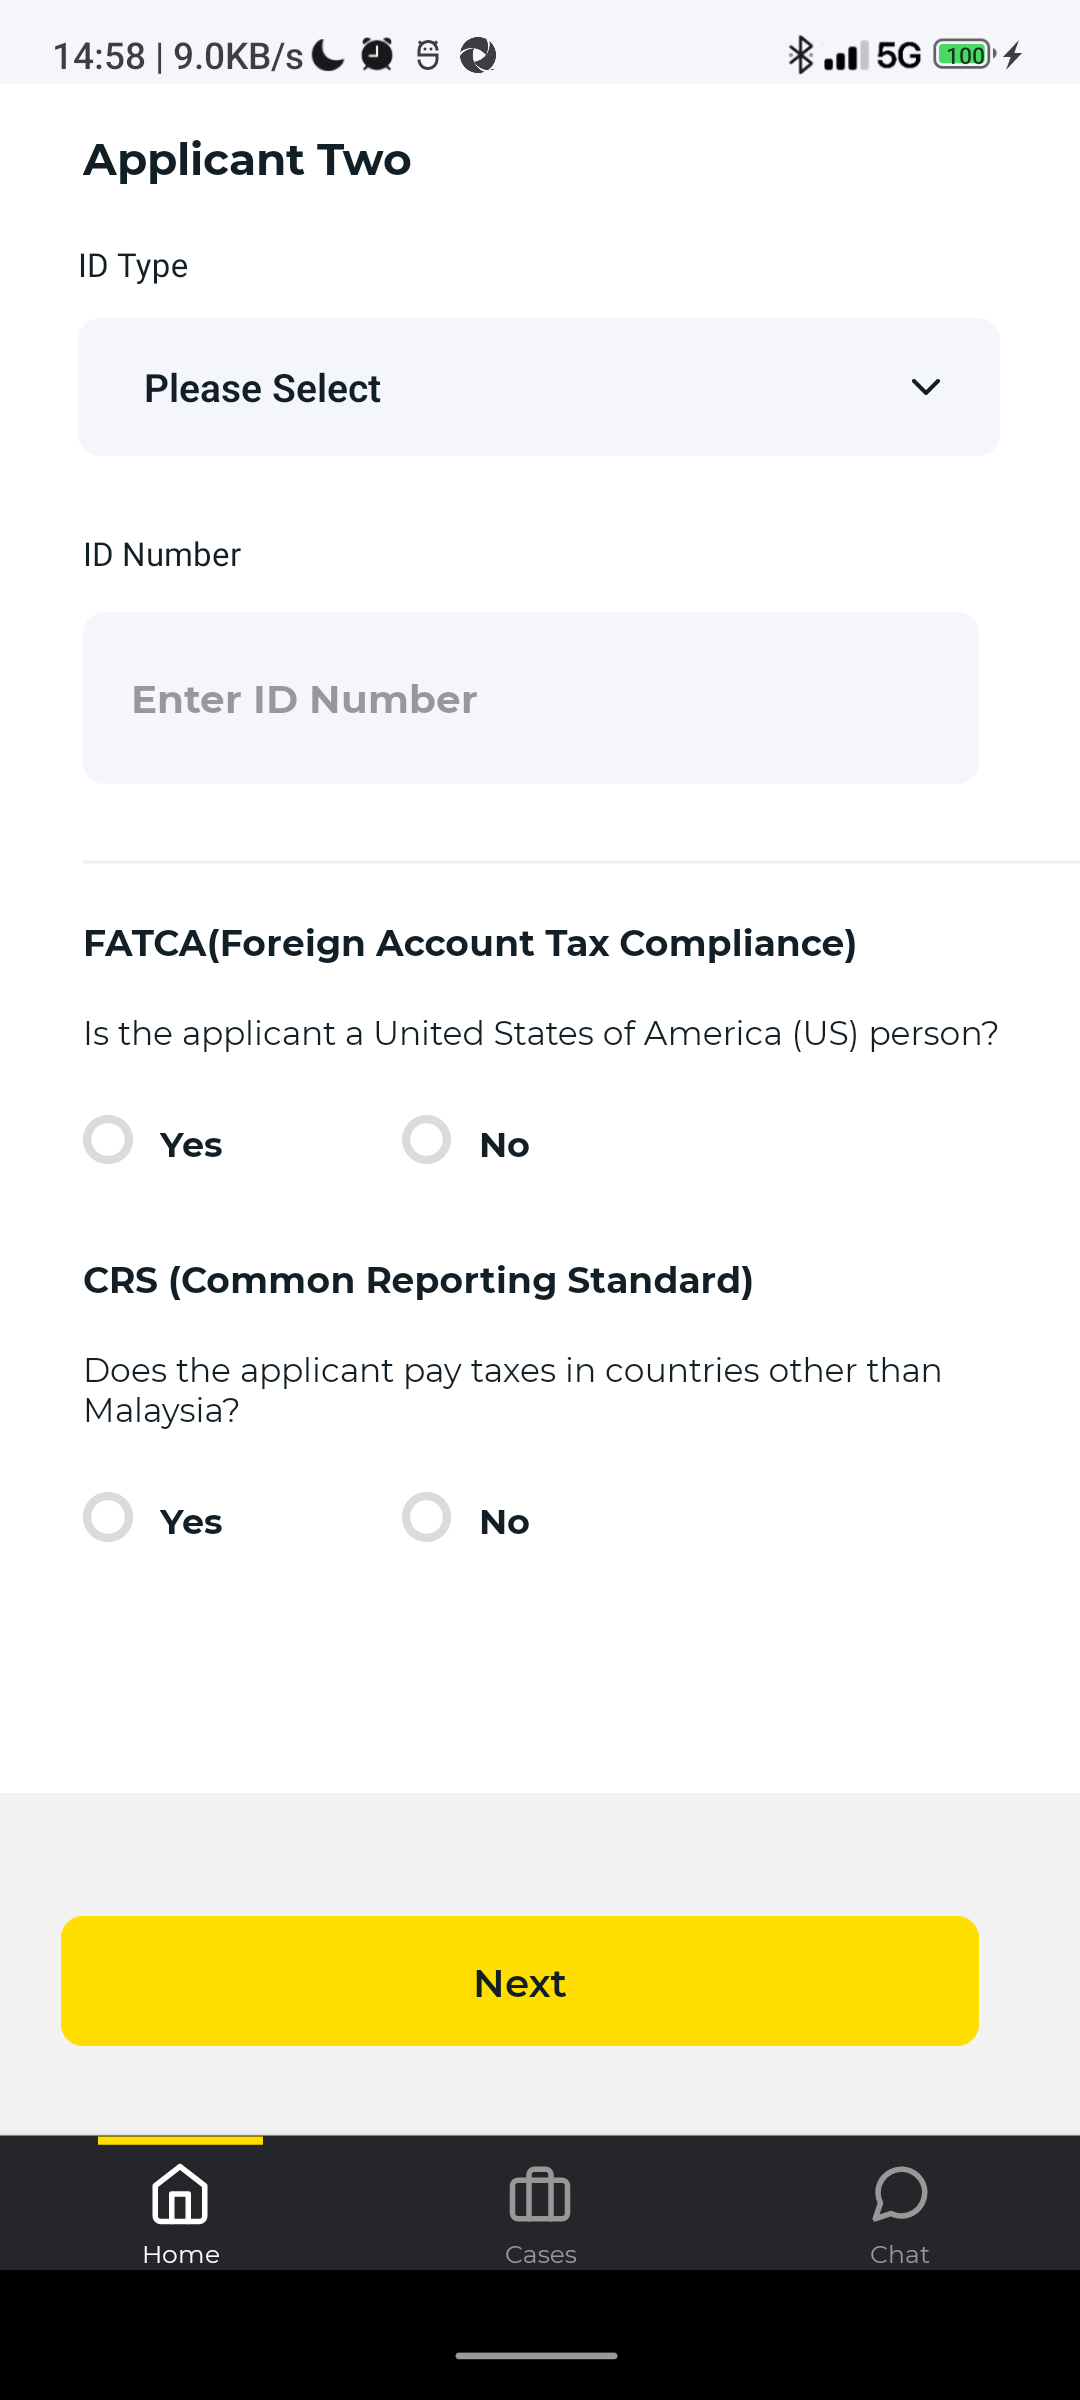 14:58 | 9.0KB/s 5G 100
Applicant Two
ID Type
Please Select
ID Number
Enter ID Number
FATCA(Foreign Account Tax Compliance)
Is the applicant a United States of America (US) person?
Yes No
CRS (Common Reporting Standard)
Does the applicant pay taxes in countries other than
Malaysia?
Yes No
Next
Home Cases Chat